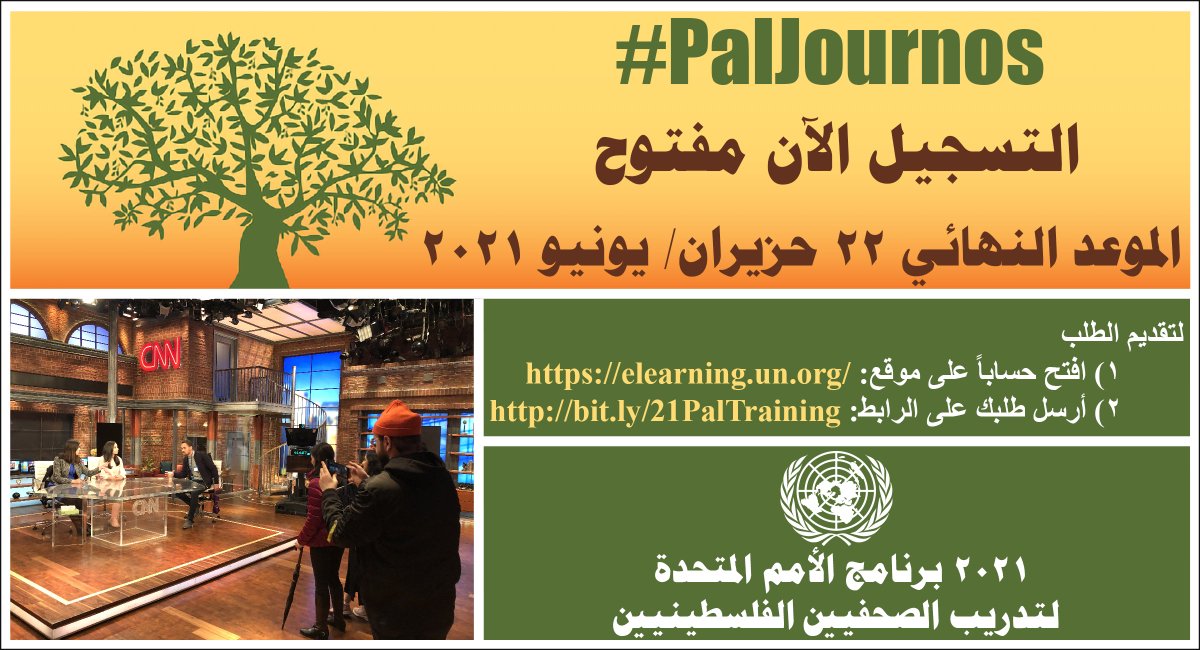 #PalJournos
التسجيل الآن مفتوح
الموعد النهائي ٢٢ حزيران/ يونيو ٢٠٢١
CNN
CNN
لتقديم الطلب
١) افتح حساباً على موقع: https://elearning.un.org/
٢) أرسل طلبك على الرابط: http://bit.ly/21PalTraining
٢٠٢١ برنامج الأمم المتحدة
لتدريب الصحفيين الفلسطينيين